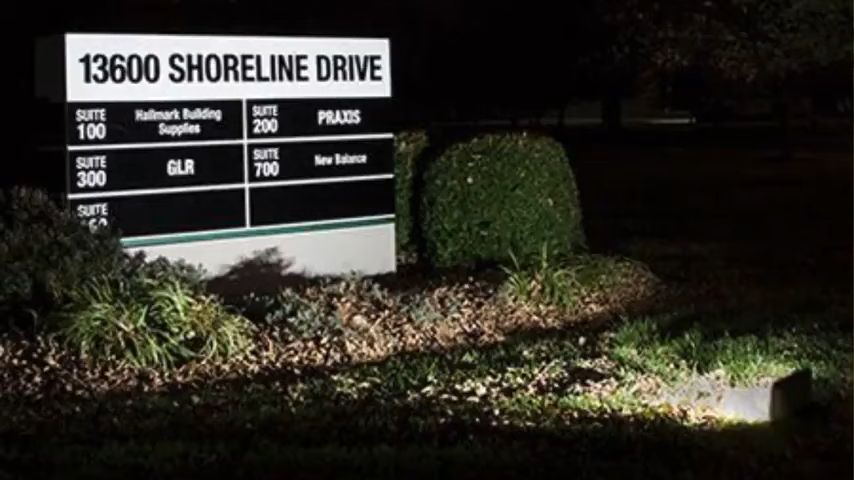 13600 SHORELINE DRIVE
SUITE 100
Hallmark Building
Supplies
SUITE 200
PRAXIS
SUITE 300
GLR
SUITE 700
New Balance
SUITE